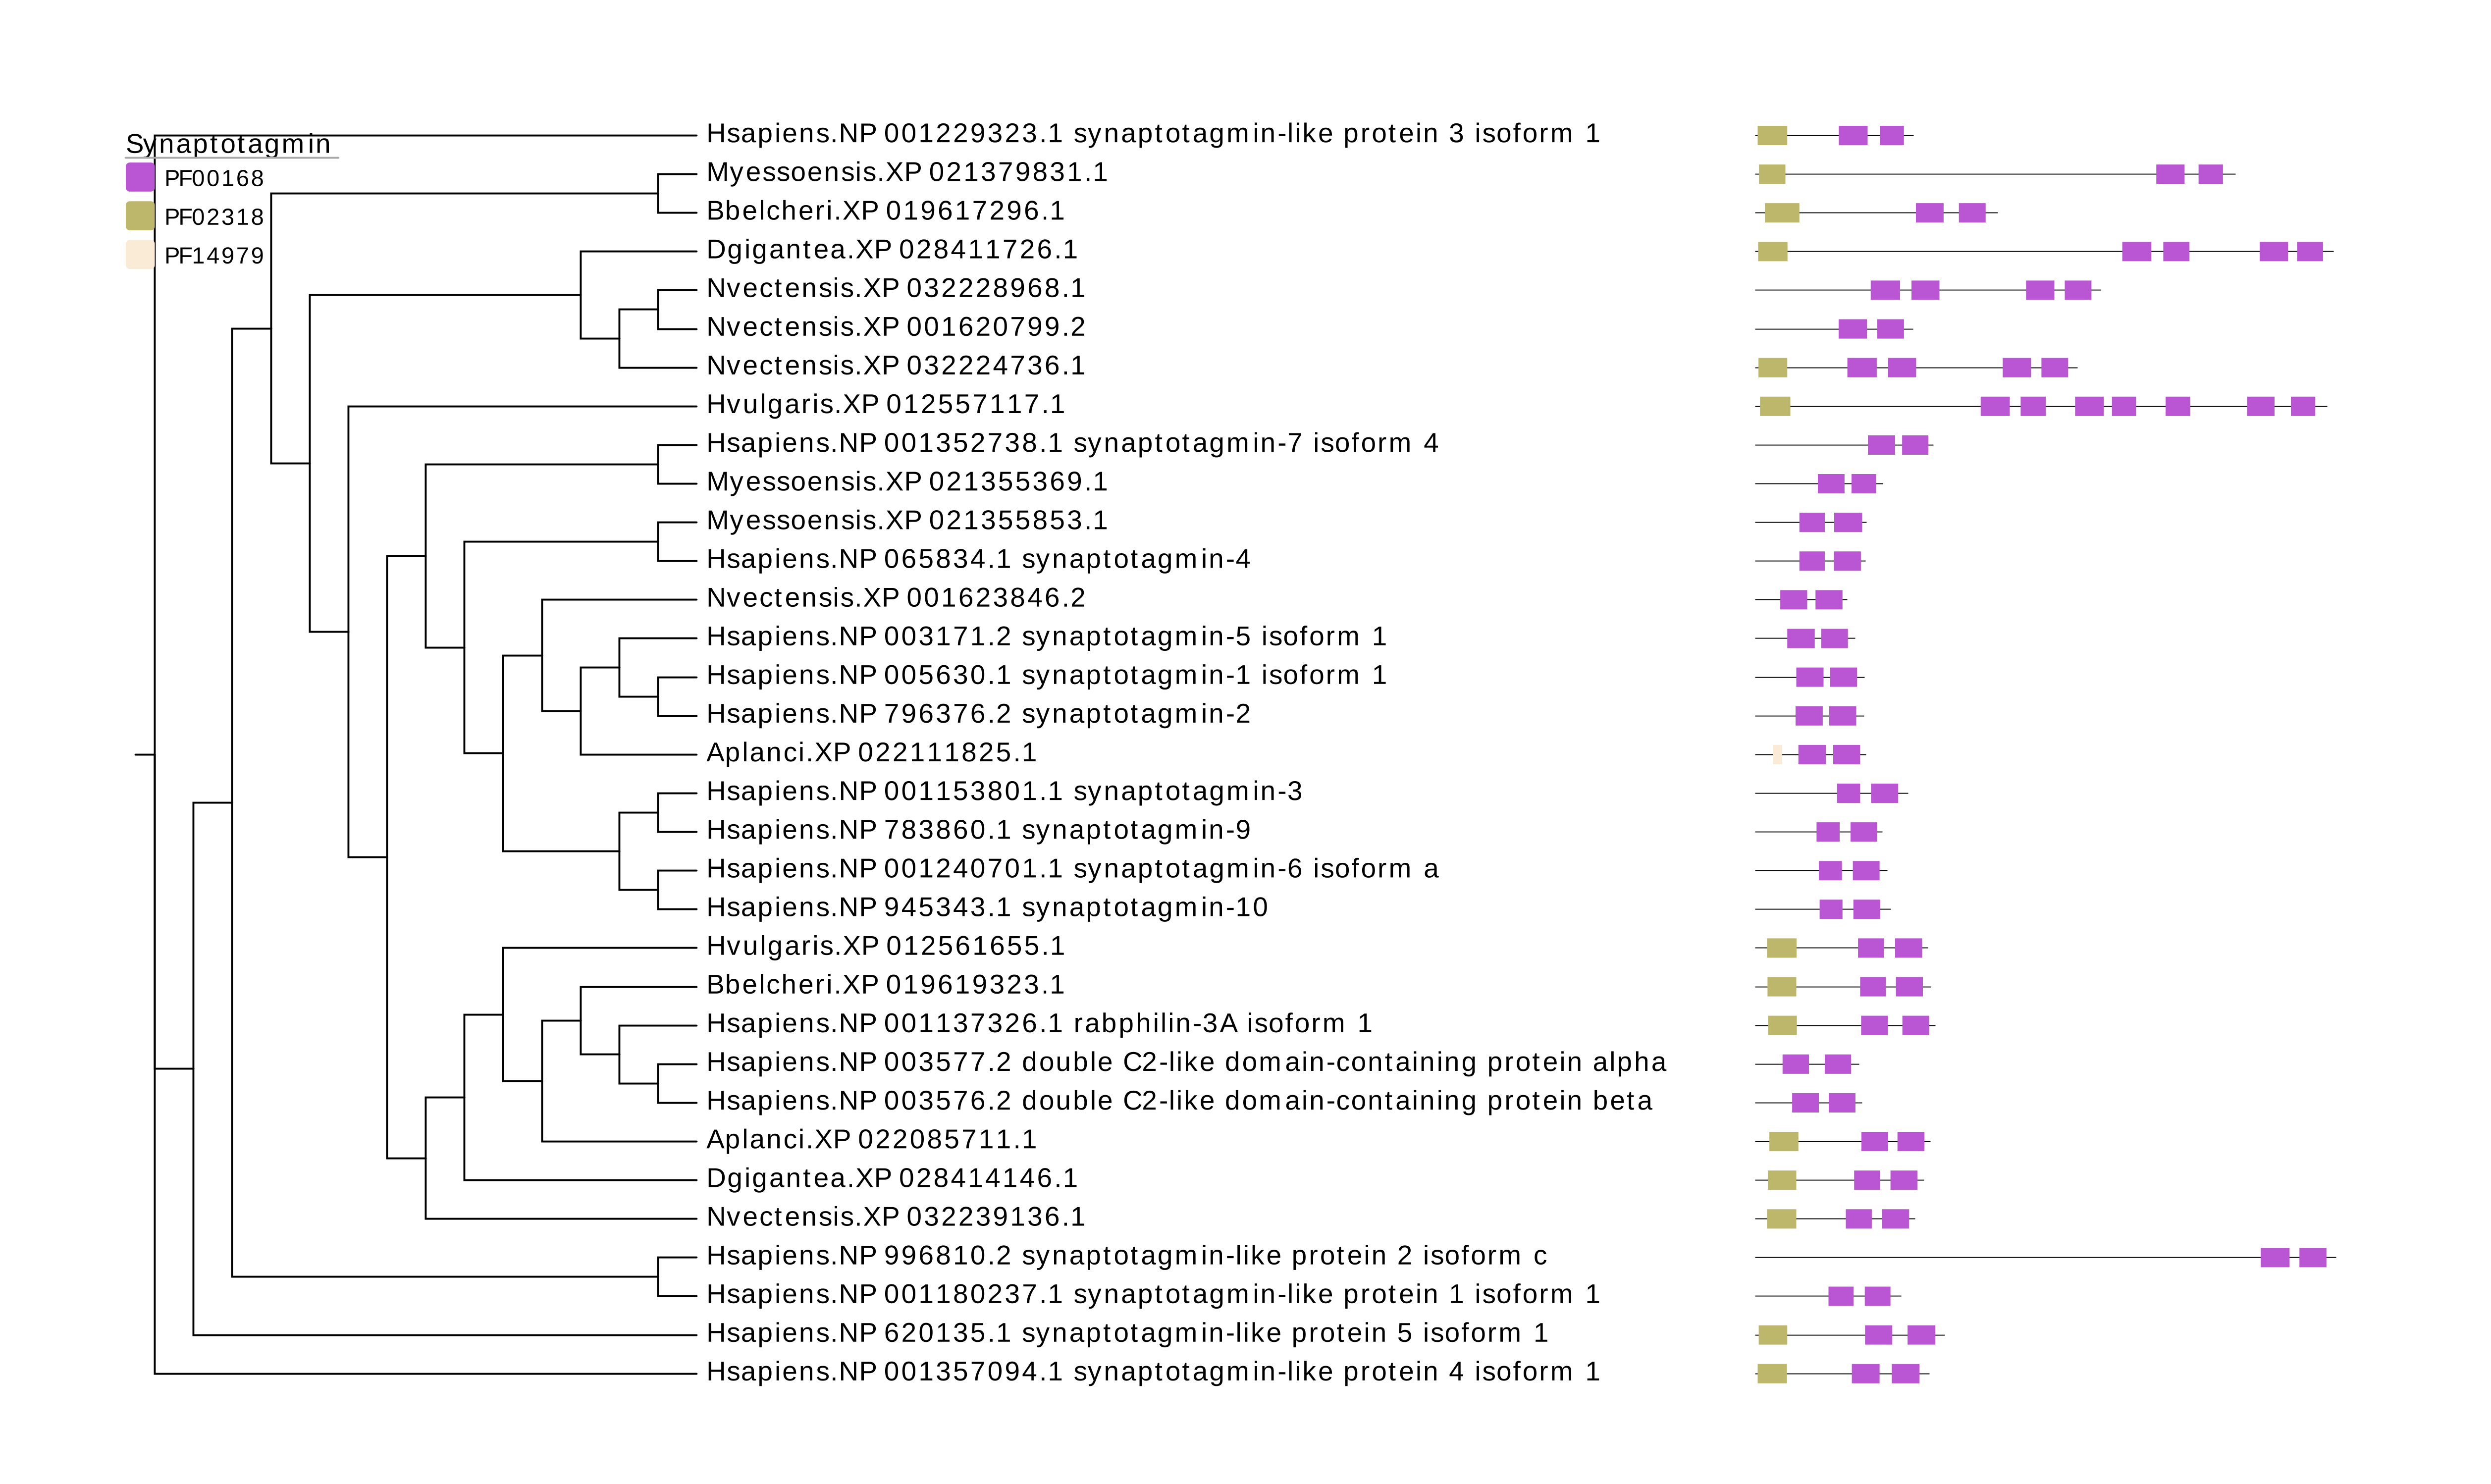 Synaptotagmin
PF00168
PF02318
PF14979
Hsapiens.NP 001229323.1 synaptotagmin-like protein 3 isoform 1
Myessoensis.XP 021379831.1
Bbelcheri.XP 019617296.1
Dgigantea.XP 028411726.1
Nvectensis.XP 032228968.1
Nvectensis.XP 001620799.2
Nvectensis.XP 032224736.1
Hvulgaris.XP 012557117.1
Hsapiens.NP 001352738.1 synaptotagmin-7 isoform 4
Myessoensis.XP 021355369.1
Myessoensis.XP 021355853.1
Hsapiens.NP 065834.1 synaptotagmin-4
Nvectensis.XP 001623846.2
Hsapiens.NP 003171.2 synaptotagmin-5 isoform 1
Hsapiens.NP 005630.1 synaptotagmin-1 isoform 1
Hsapiens.NP 796376.2 synaptotagmin-2
Aplanci.XP 022111825.1
Hsapiens.NP 001153801.1 synaptotagmin-3
Hsapiens.NP 783860.1 synaptotagmin-9
Hsapiens.NP 001240701.1 synaptotagmin-6 isoform a
Hsapiens.NP 945343.1 synaptotagmin-10
Hvulgaris.XP 012561655.1
Bbelcheri.XP 019619323.1
Hsapiens.NP 001137326.1 rabphilin-3A isoform 1
Hsapiens.NP 003577.2 double C2-like domain-containing protein alpha
Hsapiens.NP 003576.2 double C2-like domain-containing protein beta
Aplanci.XP 022085711.1
Dgigantea.XP 028414146.1
Nvectensis.XP 032239136.1
Hsapiens.NP 996810.2 synaptotagmin-like protein 2 isoform c
Hsapiens.NP 001180237.1 synaptotagmin-like protein 1 isoform 1
Hsapiens.NP 620135.1 synaptotagmin-like protein 5 isoform 1
Hsapiens.NP 001357094.1 synaptotagmin-like protein 4 isoform 1